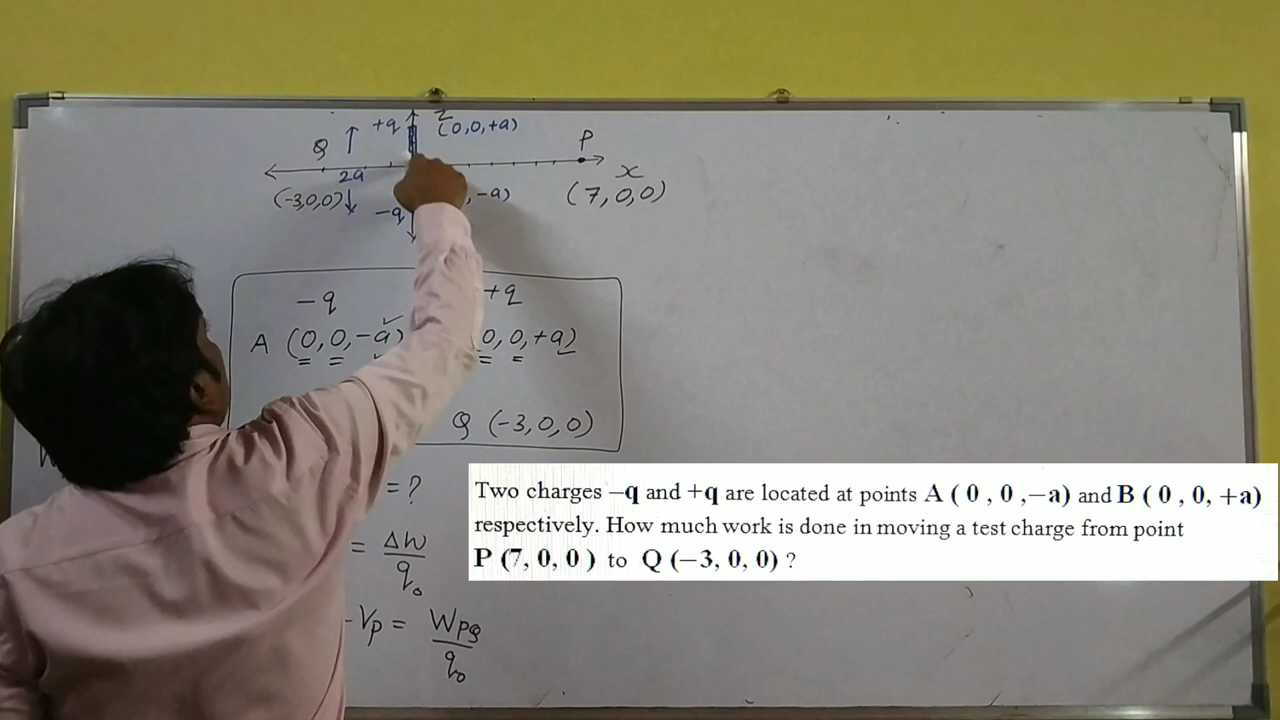 +q Z (0,0,+a)
Q P
2a x
(-3,0,0) -q , -a) (7,0,0)
-q +q
A (0,0,-a) 0,0,+a)
Q (-3,0,0)
= ?
= ΔW / q₀
-Vp = WPQ / q₀
Two charges –q and +q are located at points A ( 0 , 0 ,–a) and B ( 0 , 0, +a)
respectively. How much work is done in moving a test charge from point
P (7, 0, 0 ) to Q (–3, 0, 0) ?